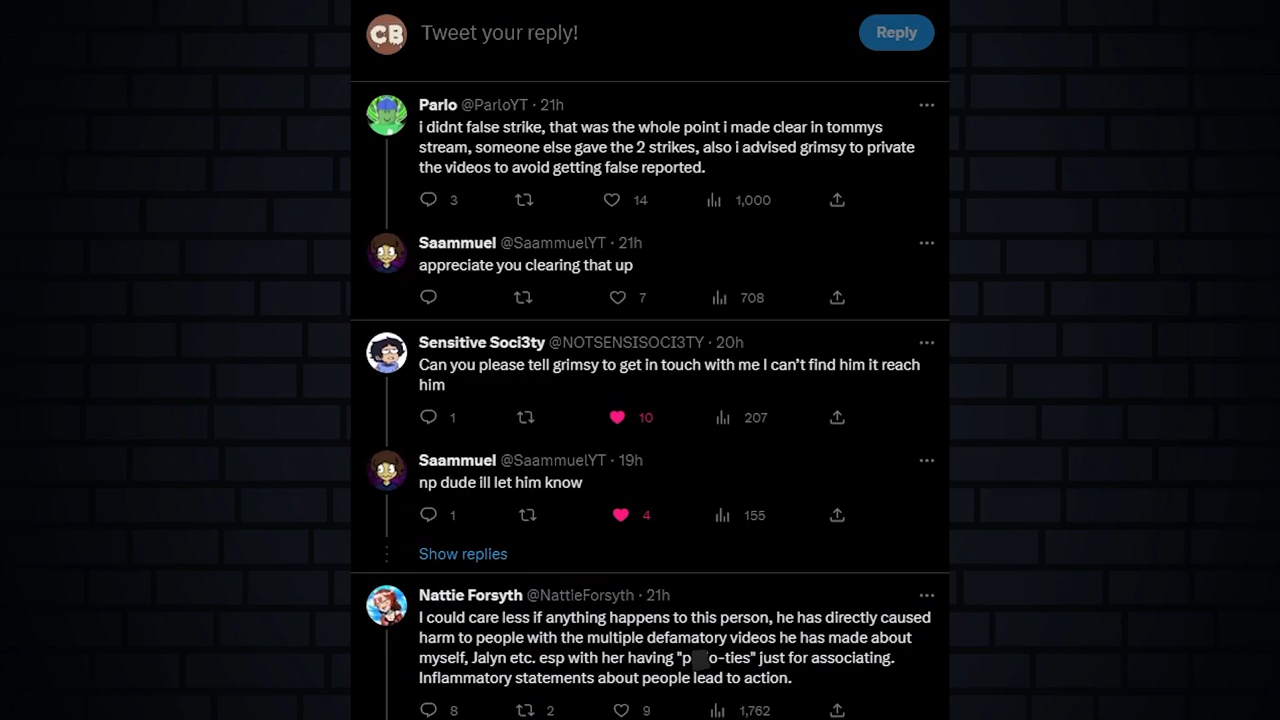 CB
Tweet your reply!
Reply
Parlo @ParloYT · 21h
i didnt false strike, that was the whole point i made clear in tommys
stream, someone else gave the 2 strikes, also i advised grimsy to private
the videos to avoid getting false reported.
3 14 1,000
Saammuel @SaammuelYT · 21h
appreciate you clearing that up
7 708
Sensitive Soci3ty @NOTSENSISOCI3TY · 20h
Can you please tell grimsy to get in touch with me I can't find him it reach
him
1 10 207
Saammuel @SaammuelYT · 19h
np dude ill let him know
1 4 155
Show replies
Nattie Forsyth @NattieForsyth · 21h
I could care less if anything happens to this person, he has directly caused
harm to people with the multiple defamatory videos he has made about
myself, Jalyn etc. esp with her having "p o-ties" just for associating.
Inflammatory statements about people lead to action.
8 2 9 1,762